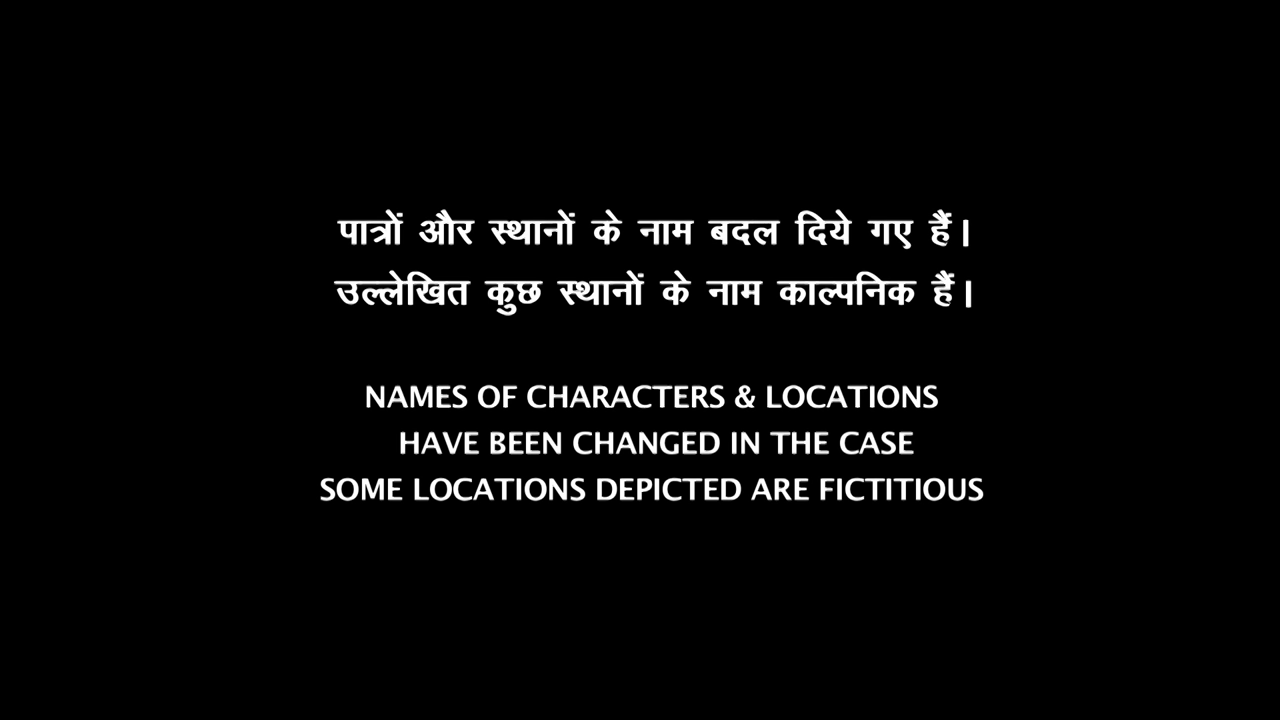 पात्रों और स्थानों के नाम बदल दिये गए हैं।
उल्लेखित कुछ स्थानों के नाम काल्पनिक हैं।
NAMES OF CHARACTERS & LOCATIONS
HAVE BEEN CHANGED IN THE CASE
SOME LOCATIONS DEPICTED ARE FICTITIOUS